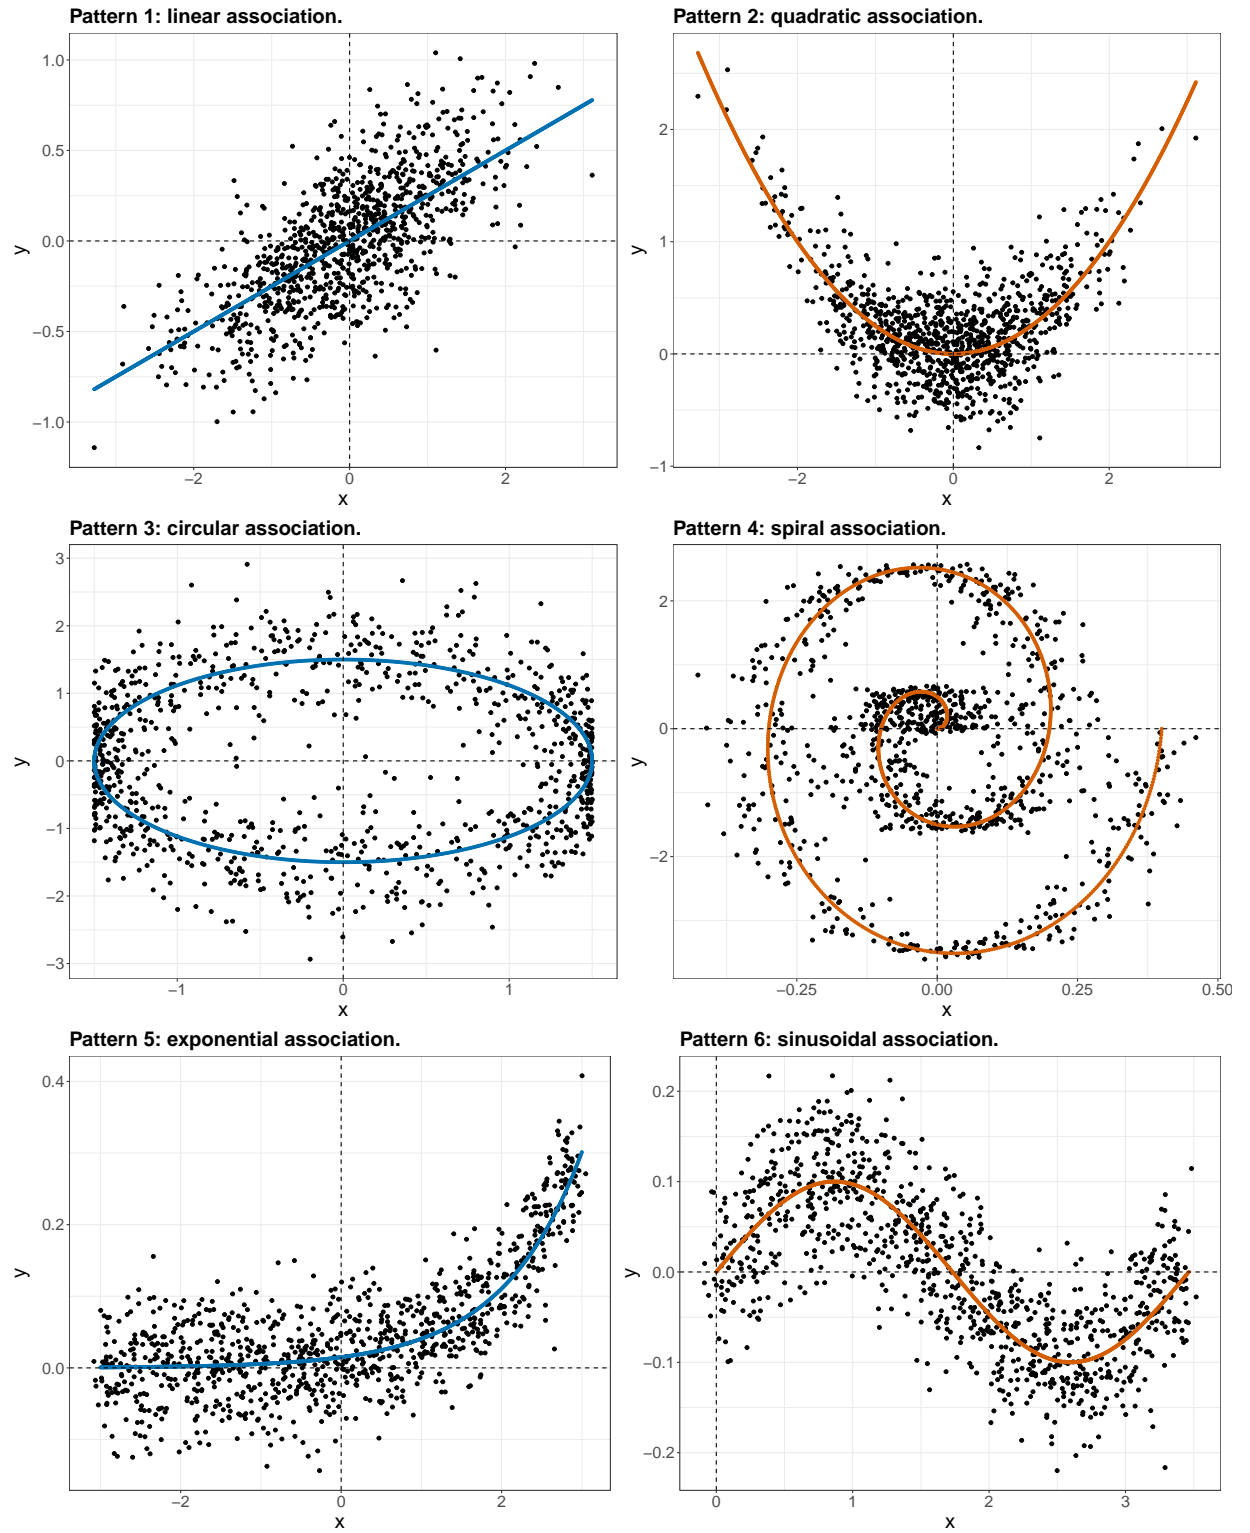 Pattern 1: linear association.
1.0
0.5
0.0
−0.5
−1.0
y
−2
0
2
x
Pattern 2: quadratic association.
2
1
0
−1
y
−2
0
2
x
Pattern 3: circular association.
3
2
1
0
−1
−2
−3
y
−1
0
1
x
Pattern 4: spiral association.
2
0
−2
y
−0.25
0.00
0.25
0.50
x
Pattern 5: exponential association.
0.4
0.2
0.0
y
−2
0
2
x
Pattern 6: sinusoidal association.
0.2
0.1
0.0
−0.1
−0.2
y
0
1
2
3
x